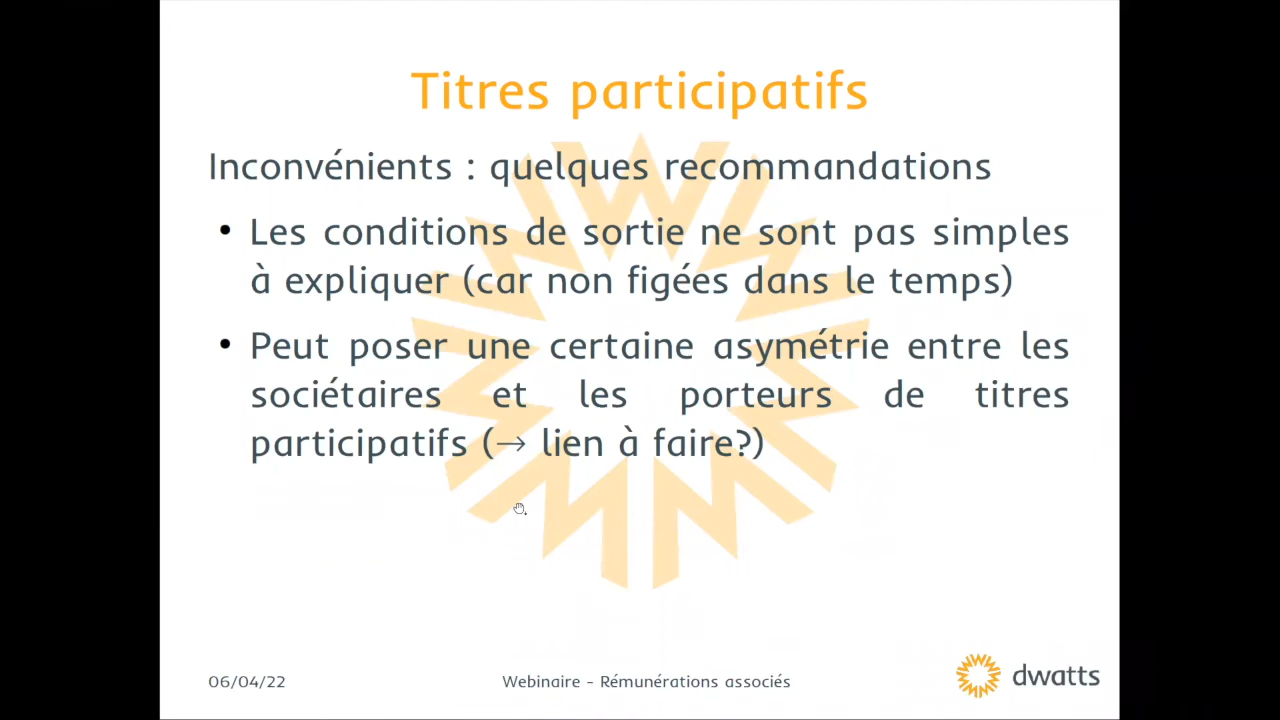 Titres participatifs
Inconvénients : quelques recommandations
• Les conditions de sortie ne sont pas simples
à expliquer (car non figées dans le temps)
• Peut poser une certaine asymétrie entre les
sociétaires et les porteurs de titres
participatifs (→ lien à faire?)
06/04/22
Webinaire - Rémunérations associés
dwatts